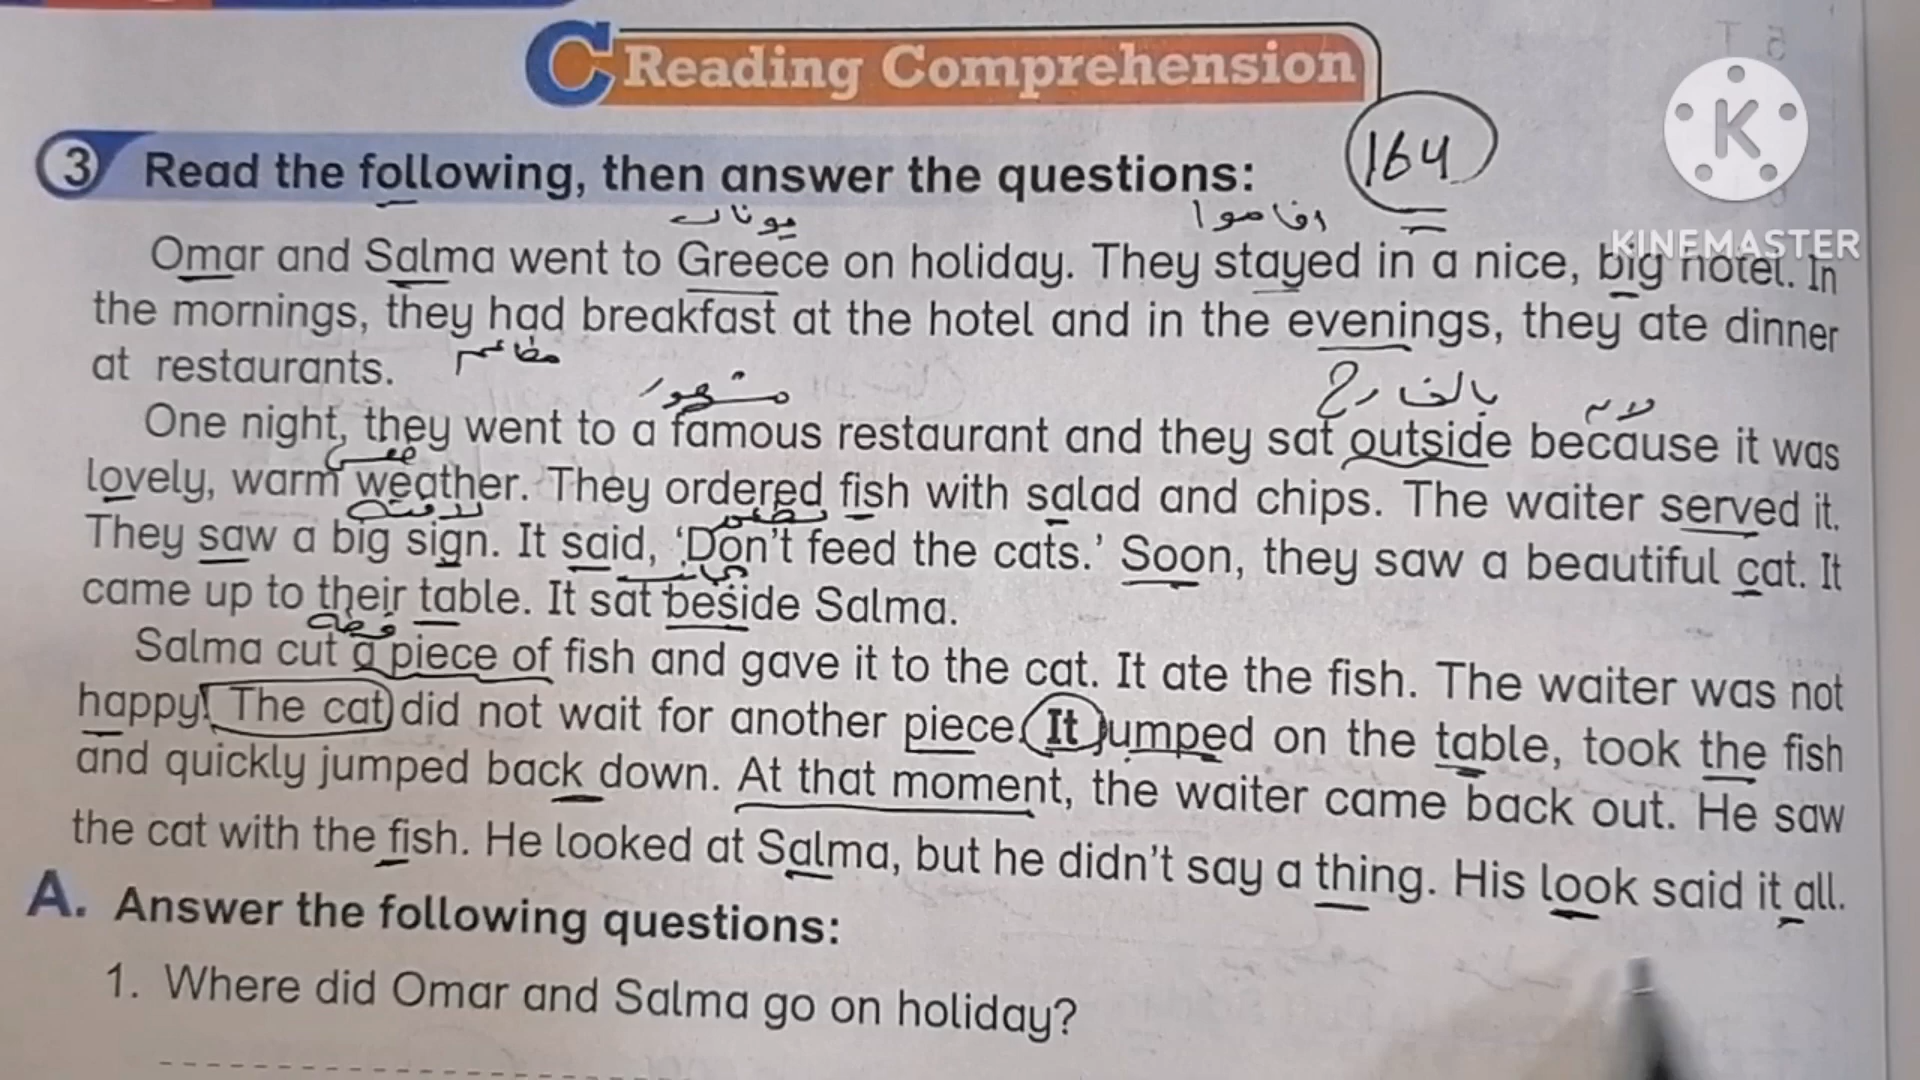 C Reading Comprehension
3 Read the following, then answer the questions: 164
KINEMASTER
يونان اقاموا
Omar and Salma went to Greece on holiday. They stayed in a nice, big hotel. In
the mornings, they had breakfast at the hotel and in the evenings, they ate dinner
at restaurants. مطاعم
مشهور بالخارج لان
One night, they went to a famous restaurant and they sat outside because it was
lovely, warm weather. They ordered fish with salad and chips. The waiter served it.
لافتة
They saw a big sign. It said, ‘Don't feed the cats.’ Soon, they saw a beautiful cat. It
came up to their table. It sat beside Salma.
قطعة
Salma cut a piece of fish and gave it to the cat. It ate the fish. The waiter was not
happy! The cat did not wait for another piece. It jumped on the table, took the fish
and quickly jumped back down. At that moment, the waiter came back out. He saw
the cat with the fish. He looked at Salma, but he didn't say a thing. His look said it all.
A. Answer the following questions:
1. Where did Omar and Salma go on holiday?